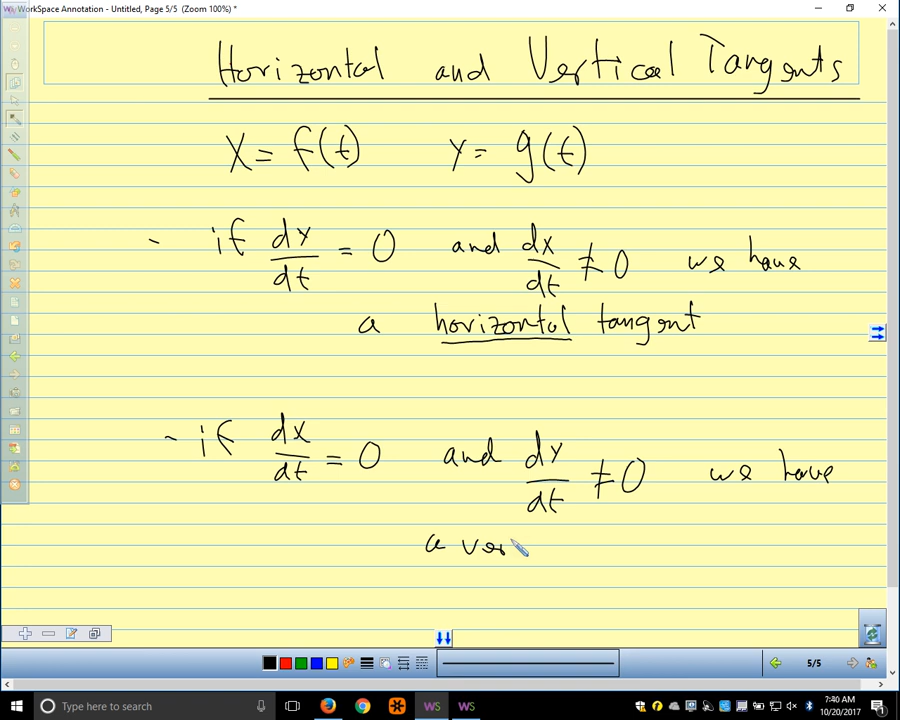 WorkSpace Annotation - Untitled, Page 5/5 (Zoom 100%) *
Horizontal and Vertical Tangents
x = f(t) y = g(t)
- if dy/dt = 0 and dx/dt ≠ 0 we have
a horizontal tangent
- if dx/dt = 0 and dy/dt ≠ 0 we have
a ver
5/5
Type here to search
WS WS
7:40 AM
10/20/2017